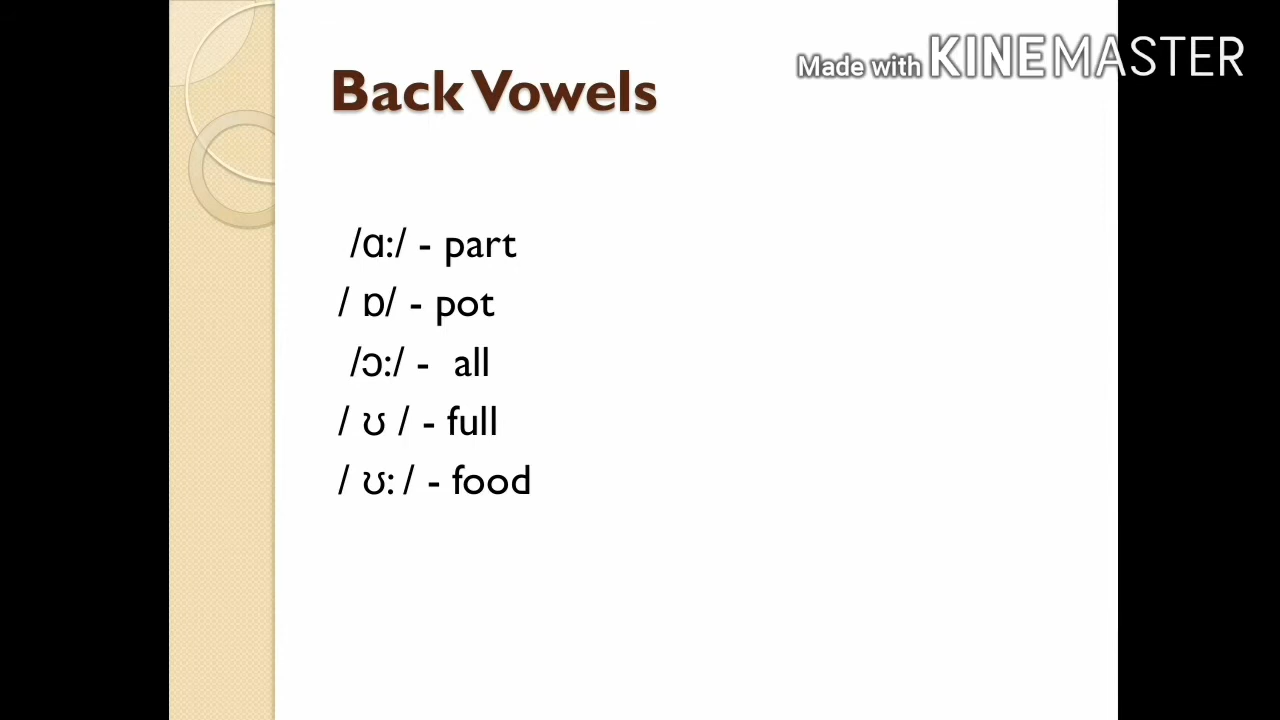 Made with KINEMASTER
Back Vowels
/ɑ:/ - part
/ ɒ/ - pot
/ɔ:/ - all
/ ʊ / - full
/ ʊ: / - food